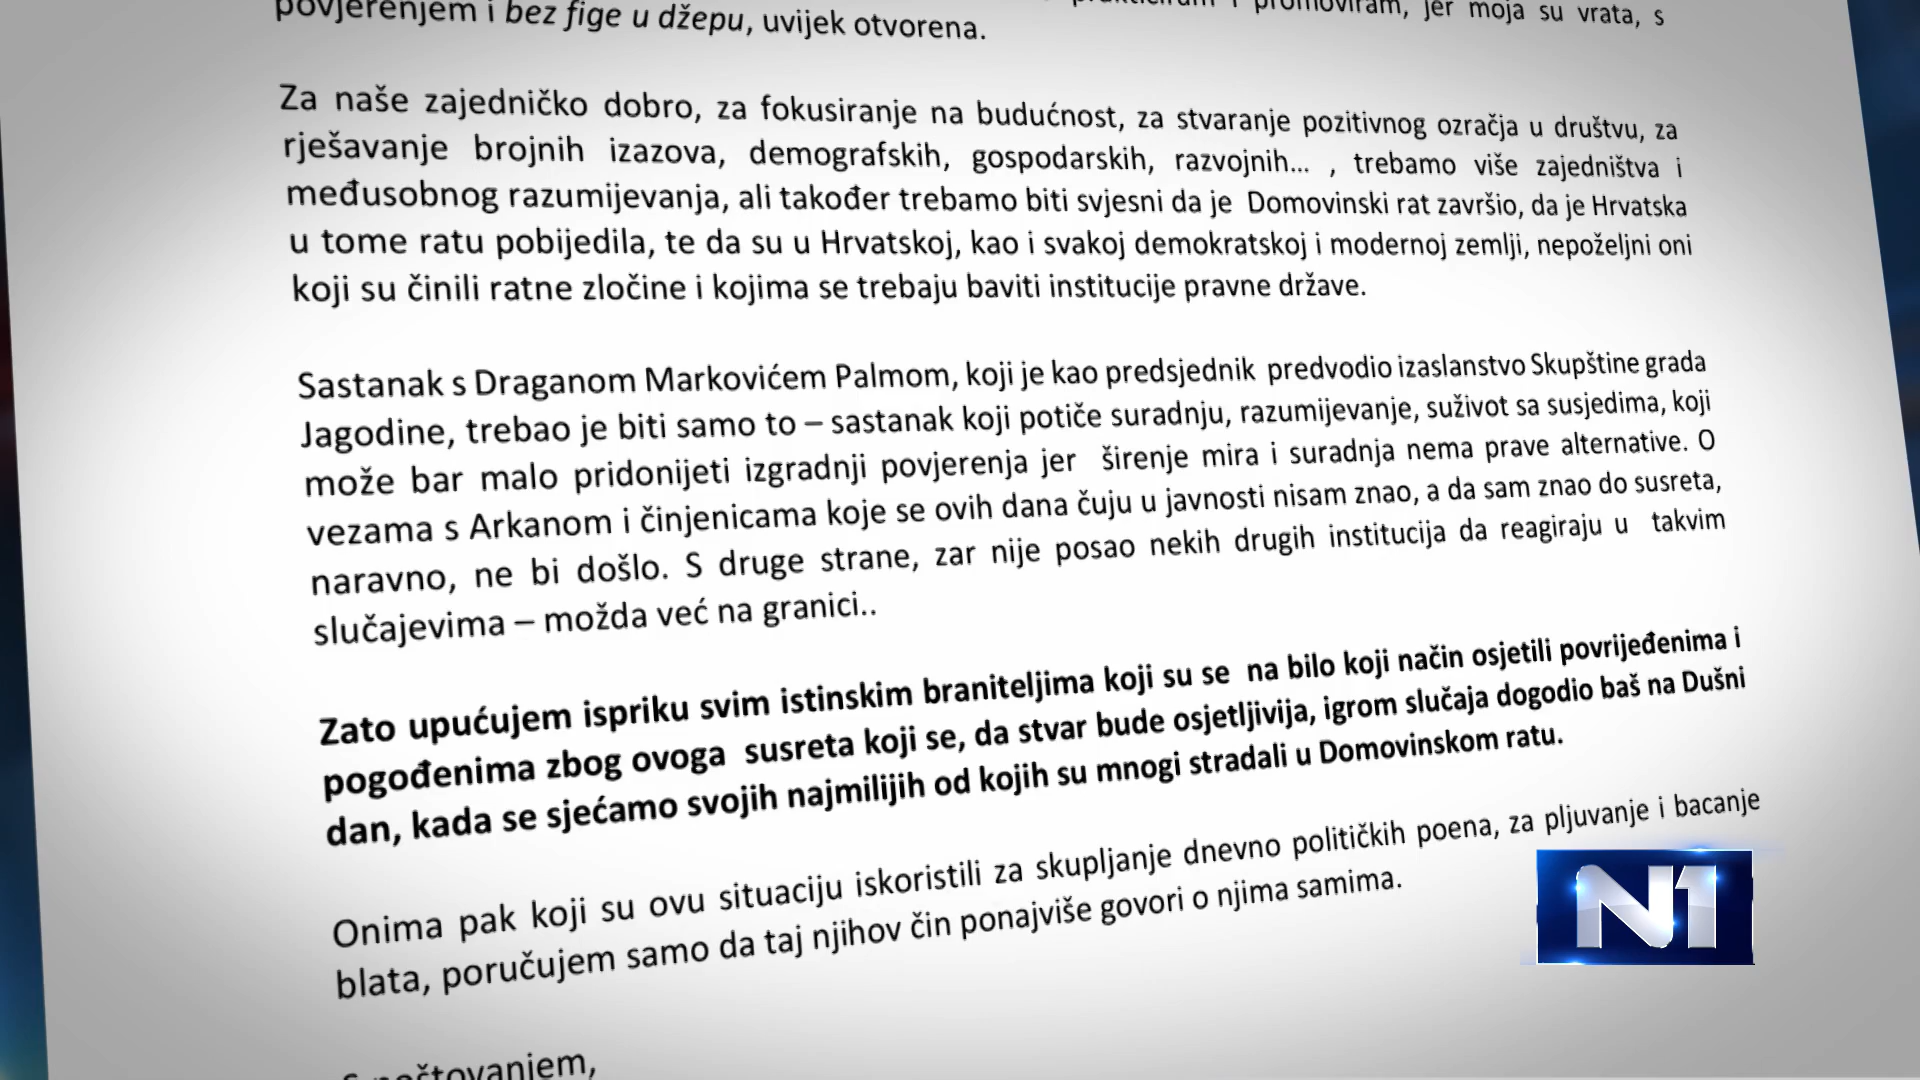 povjerenjem i bez fige u džepu, uvijek otvorena. i promoviram, jer moja su vrata, s
Za naše zajedničko dobro, za fokusiranje na budućnost, za stvaranje pozitivnog ozračja u društvu, za
rješavanje brojnih izazova, demografskih, gospodarskih, razvojnih... , trebamo više zajedništva i
međusobnog razumijevanja, ali također trebamo biti svjesni da je Domovinski rat završio, da je Hrvatska
u tome ratu pobijedila, te da su u Hrvatskoj, kao i svakoj demokratskoj i modernoj zemlji, nepoželjni oni
koji su činili ratne zločine i kojima se trebaju baviti institucije pravne države.
Sastanak s Draganom Markovićem Palmom, koji je kao predsjednik predvodio izaslanstvo Skupštine grada
Jagodine, trebao je biti samo to – sastanak koji potiče suradnju, razumijevanje, suživot sa susjedima, koji
može bar malo pridonijeti izgradnji povjerenja jer širenje mira i suradnja nema prave alternative. O
vezama s Arkanom i činjenicama koje se ovih dana čuju u javnosti nisam znao, a da sam znao do susreta,
naravno, ne bi došlo. S druge strane, zar nije posao nekih drugih institucija da reagiraju u takvim
slučajevima – možda već na granici..
Zato upućujem ispriku svim istinskim braniteljima koji su se na bilo koji način osjetili povrijeđenima i
pogođenima zbog ovoga susreta koji se, da stvar bude osjetljivija, igrom slučaja dogodio baš na Dušni
dan, kada se sjećamo svojih najmilijih od kojih su mnogi stradali u Domovinskom ratu.
Onima pak koji su ovu situaciju iskoristili za skupljanje dnevno političkih poena, za pljuvanje i bacanje
blata, poručujem samo da taj njihov čin ponajviše govori o njima samima.
S poštovanjem,
N1